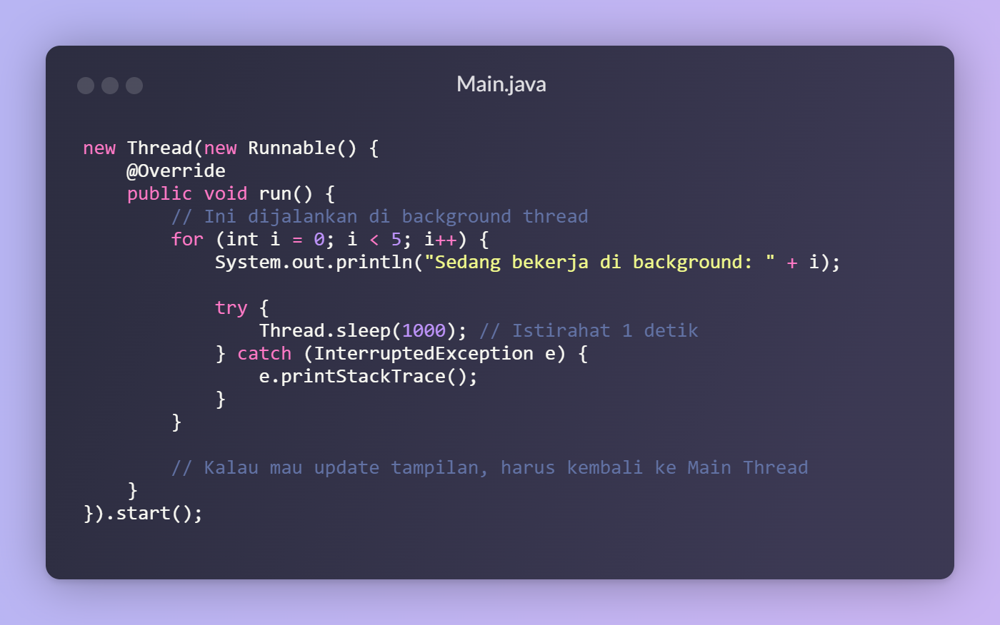 Main.java
new Thread(new Runnable() {
    @Override
    public void run() {
        // Ini dijalankan di background thread
        for (int i = 0; i < 5; i++) {
            System.out.println("Sedang bekerja di background: " + i);

            try {
                Thread.sleep(1000); // Istirahat 1 detik
            } catch (InterruptedException e) {
                e.printStackTrace();
            }
        }

        // Kalau mau update tampilan, harus kembali ke Main Thread
    }
}).start();